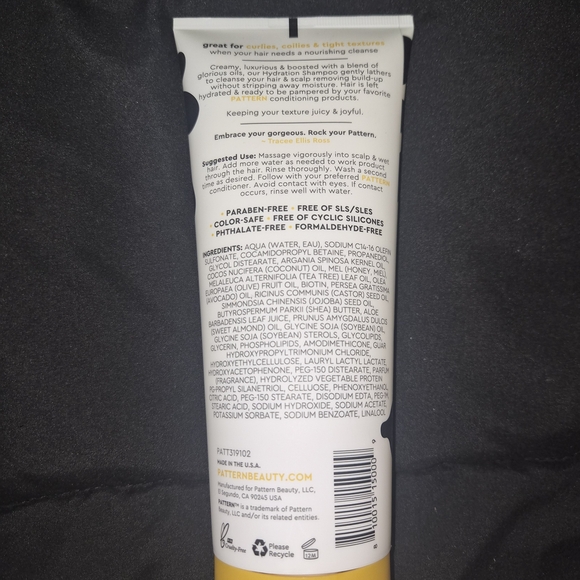 great for curlies, coilies & tight textures
when your hair needs a nourishing cleanse
Creamy, luxurious & boosted with a blend of
glorious oils, our Hydration Shampoo gently lathers
to cleanse your hair & scalp removing build-up
without stripping away moisture. Hair is left
hydrated & ready to be pampered by your favorite
PATTERN conditioning products.
Keeping your texture juicy & joyful.
Embrace your gorgeous. Rock your Pattern.
– Tracee Ellis Ross
Suggested Use: Massage vigorously into scalp & wet
hair. Add more water as needed to work product
through the hair. Rinse thoroughly. Wash a second
time as desired. Follow with your preferred PATTERN
conditioner. Avoid contact with eyes. If contact
occurs, rinse well with water.
• PARABEN-FREE • FREE OF SLS/SLES
• COLOR-SAFE • FREE OF CYCLIC SILICONES
• PHTHALATE-FREE • FORMALDEHYDE-FREE
INGREDIENTS: AQUA (WATER, EAU), SODIUM C14-16 OLEFIN
SULFONATE, COCAMIDOPROPYL BETAINE, PROPANEDIOL,
GLYCOL DISTEARATE, ARGANIA SPINOSA KERNEL OIL,
COCOS NUCIFERA (COCONUT) OIL, MEL (HONEY, MIEL),
MELALEUCA ALTERNIFOLIA (TEA TREE) LEAF OIL, OLEA
EUROPAEA (OLIVE) FRUIT OIL, BIOTIN, PERSEA GRATISSIMA
(AVOCADO) OIL, RICINUS COMMUNIS (CASTOR) SEED OIL,
SIMMONDSIA CHINENSIS (JOJOBA) SEED OIL,
BUTYROSPERMUM PARKII (SHEA) BUTTER, ALOE
BARBADENSIS LEAF JUICE, PRUNUS AMYGDALUS DULCIS
(SWEET ALMOND) OIL, GLYCINE SOJA (SOYBEAN) OIL,
GLYCINE SOJA (SOYBEAN) STEROLS, GLYCOLIPIDS,
GLYCERIN, PHOSPHOLIPIDS, AMODIMETHICONE, GUAR
HYDROXYPROPYLTRIMONIUM CHLORIDE,
HYDROXYETHYLCELLULOSE, LAURYL LACTYL LACTATE,
HYDROXYACETOPHENONE, PEG-150 DISTEARATE, PARFUM
(FRAGRANCE), HYDROLYZED VEGETABLE PROTEIN
PG-PROPYL SILANETRIOL, CELLULOSE, PHENOXYETHANOL,
CITRIC ACID, PEG-150 STEARATE, DISODIUM EDTA,
STEARIC ACID, SODIUM HYDROXIDE, SODIUM ACETATE,
POTASSIUM SORBATE, SODIUM BENZOATE, LINALOOL
PATT319102
MADE IN THE U.S.A.
PATTERNBEAUTY.COM
manufactured for Pattern Beauty, LLC,
El Segundo, CA 90245 USA
PATTERN™ is a trademark of Pattern
Beauty, LLC and/or its related entities.
Cruelty-Free
Please
Recycle
12M
8 10015 15000 9